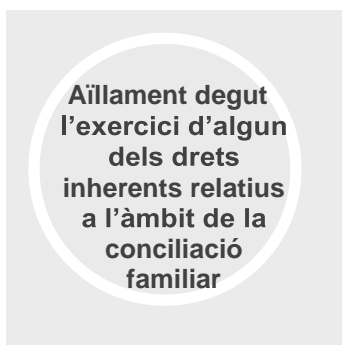 Aïllament degut
l’exercici d’algun
dels drets
inherents relatius
a l’àmbit de la
conciliació
familiar